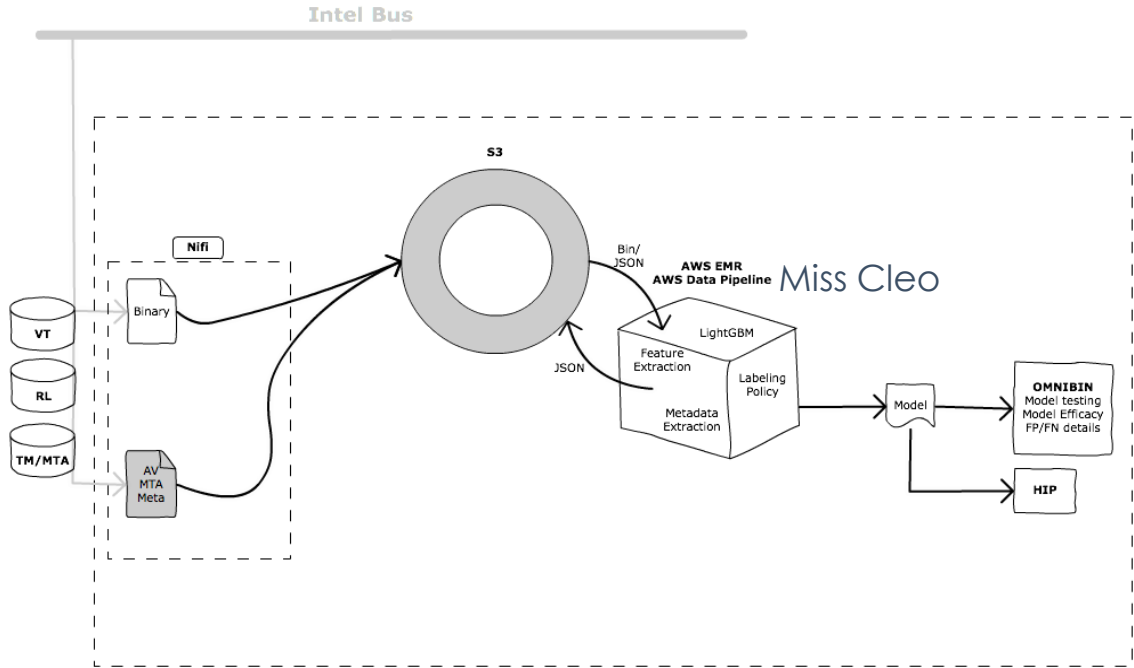 Intel Bus
S3
Nifi
Bin/
JSON
AWS EMR
AWS Data Pipeline
Miss Cleo
Binary
VT
LightGBM
Feature
Extraction
JSON
Labeling
Policy
RL
Metadata
Extraction
Model
OMNIBIN
Model testing
Model Efficacy
FP/FN details
TM/MTA
AV
MTA
Meta
HIP